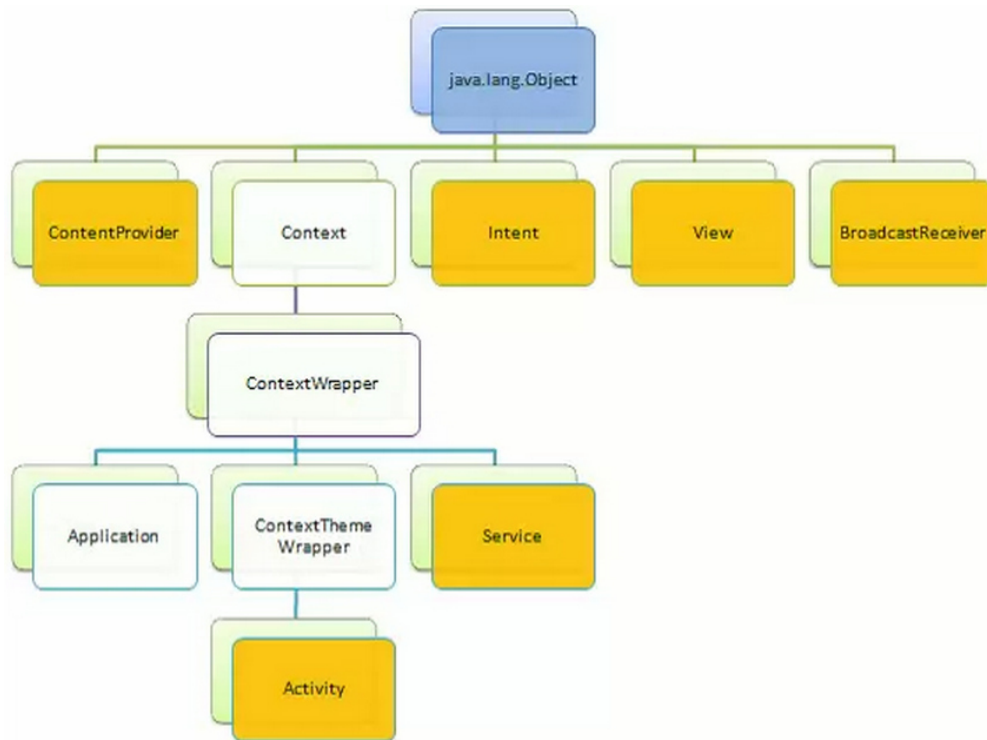 java.lang.Object
ContentProvider
Context
Intent
View
BroadcastReceiver
ContextWrapper
Application
ContextTheme
Wrapper
Service
Activity